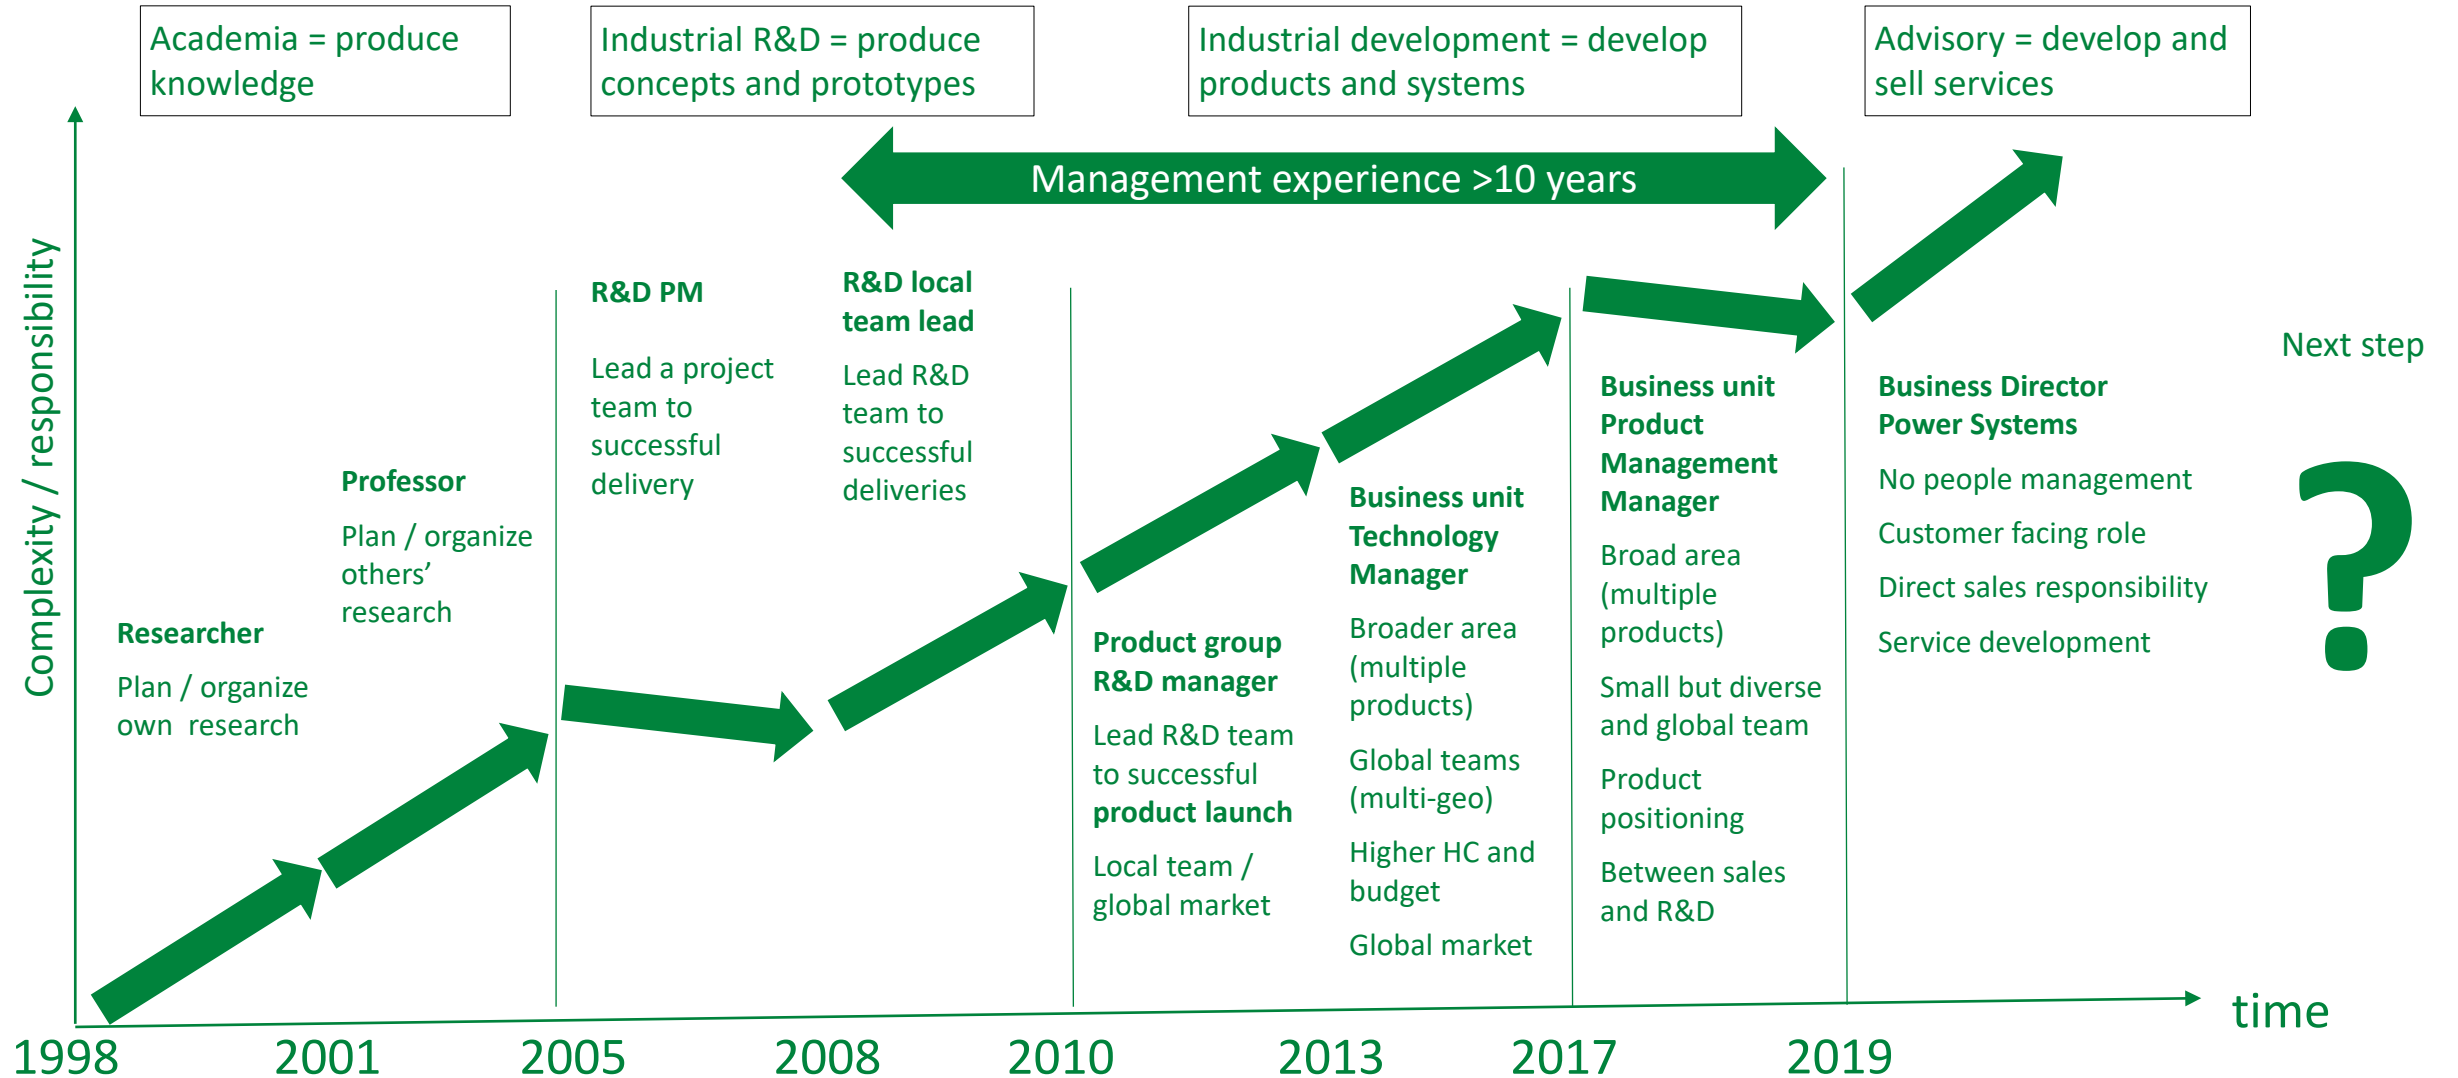 Academia = produce
knowledge
Industrial R&D = produce
concepts and prototypes
Industrial development = develop
products and systems
Advisory = develop and
sell services
Management experience >10 years
Complexity / responsibility
Researcher
Plan / organize
own  research
Professor
Plan / organize
others’
research
R&D PM
Lead a project
team to
successful
delivery
R&D local
team lead
Lead R&D
team to
successful
deliveries
Product group
R&D manager
Lead R&D team
to successful
product launch
Local team /
global market
Business unit
Technology
Manager
Broader area
(multiple
products)
Global teams
(multi-geo)
Higher HC and
budget
Global market
Business unit
Product
Management
Manager
Broad area
(multiple
products)
Small but diverse
and global team
Product
positioning
Between sales
and R&D
Business Director
Power Systems
No people management
Customer facing role
Direct sales responsibility
Service development
Next step
?
time
1998
2001
2005
2008
2010
2013
2017
2019